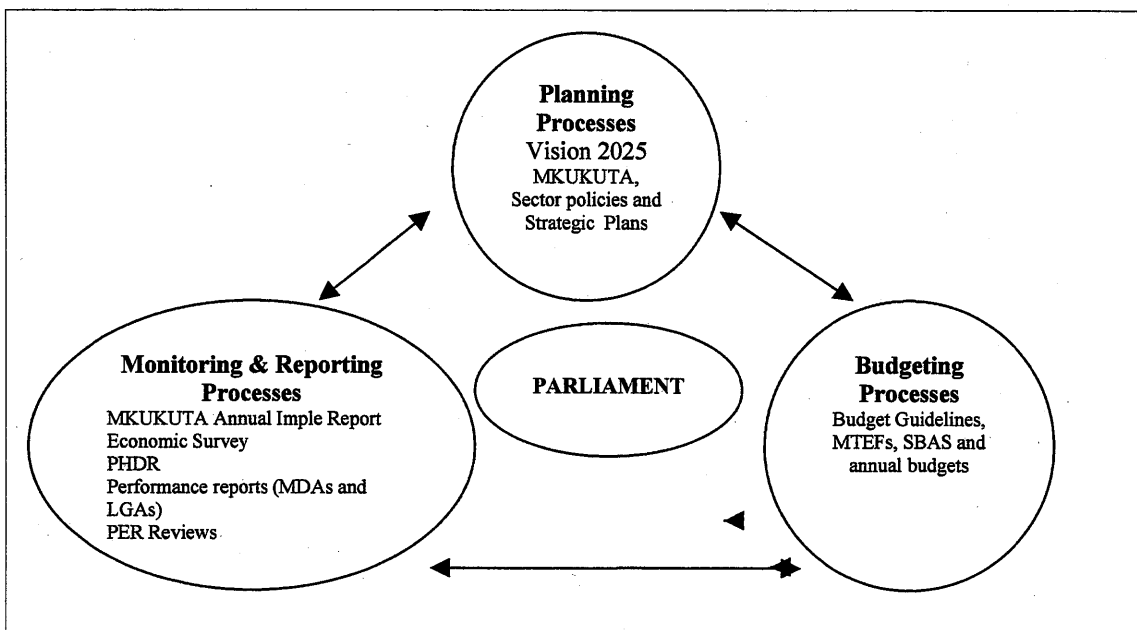 Planning
Processes
Vision 2025
MKUKUTA,
Sector policies and
Strategic Plans
Monitoring & Reporting
Processes
MKUKUTA Annual Imple Report
Economic Survey
PHDR
Performance reports (MDAs and
LGAs)
PER Reviews
PARLIAMENT
Budgeting
Processes
Budget Guidelines,
MTEFs, SBAS and
annual budgets